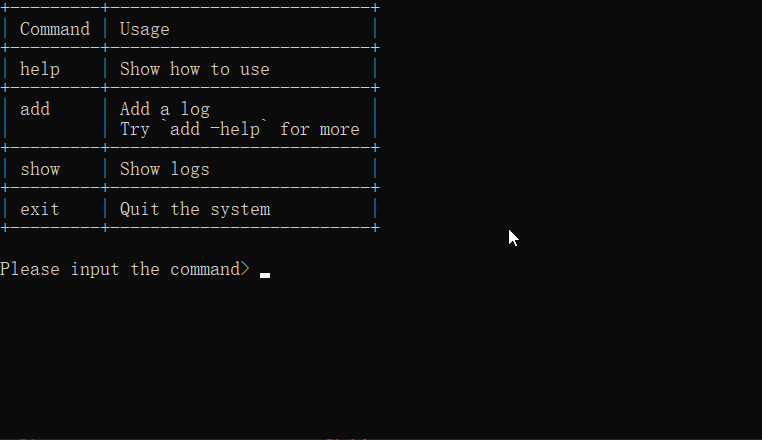 Command Usage
help Show how to use
add Add a log
Try `add -help` for more
show Show logs
exit Quit the system
Please input the command>